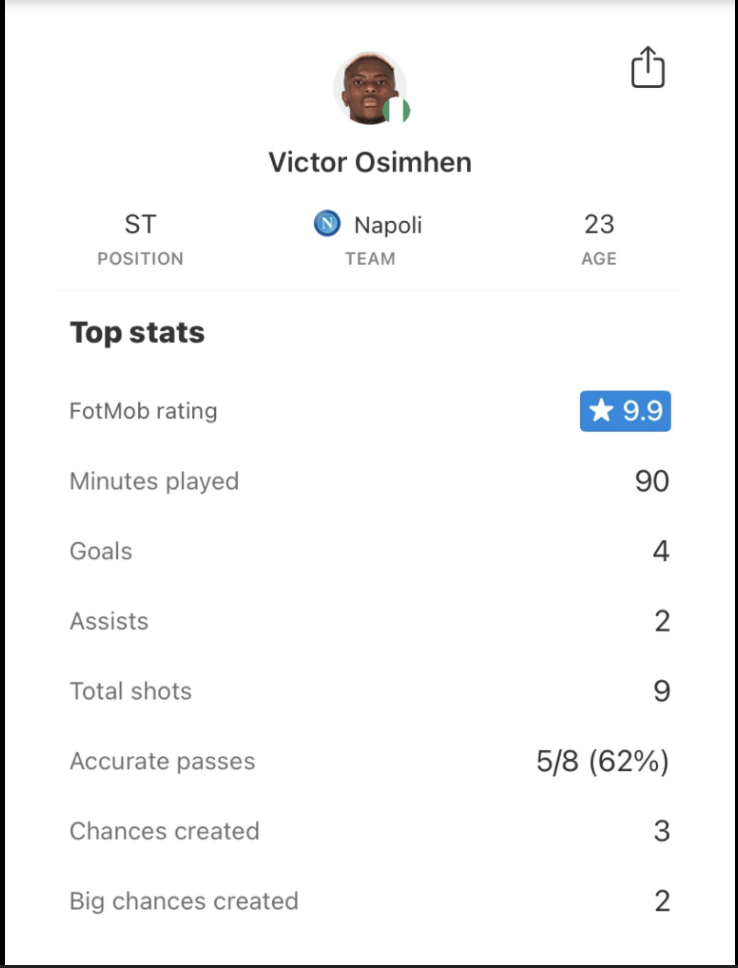 Victor Osimhen
ST N Napoli 23
POSITION TEAM AGE
Top stats
FotMob rating ★ 9.9
Minutes played 90
Goals 4
Assists 2
Total shots 9
Accurate passes 5/8 (62%)
Chances created 3
Big chances created 2